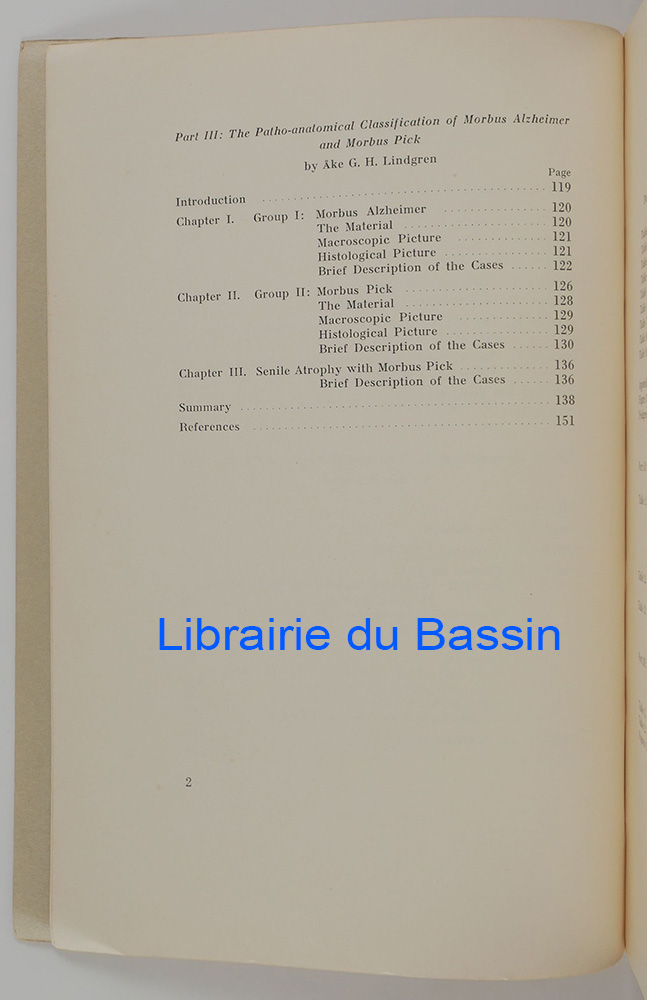 Part III: The Patho-anatomical Classification of Morbus Alzheimer
and Morbus Pick
by Åke G. H. Lindgren
Page
Introduction ........................................ 119
Chapter I. Group I: Morbus Alzheimer ................ 120
The Material ...................... 120
Macroscopic Picture ............. 121
Histological Picture ............... 121
Brief Description of the Cases ...... 122
Chapter II. Group II: Morbus Pick ...................... 126
The Material ...................... 128
Macroscopic Picture ............. 129
Histological Picture ............... 129
Brief Description of the Cases ...... 130
Chapter III. Senile Atrophy with Morbus Pick .............. 136
Brief Description of the Cases ...... 136
Summary ........................................... 138
References ......................................... 151
Librairie du Bassin
2